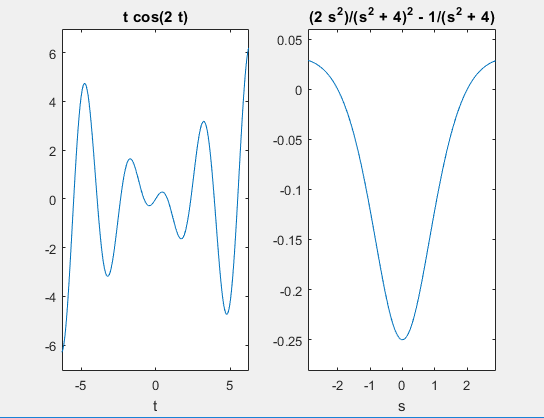 t cos(2 t)
6
4
2
0
-2
-4
-6
-5 0 5
t
(2 s²)/(s² + 4)² - 1/(s² + 4)
0.05
0
-0.05
-0.1
-0.15
-0.2
-0.25
-2 -1 0 1 2
s